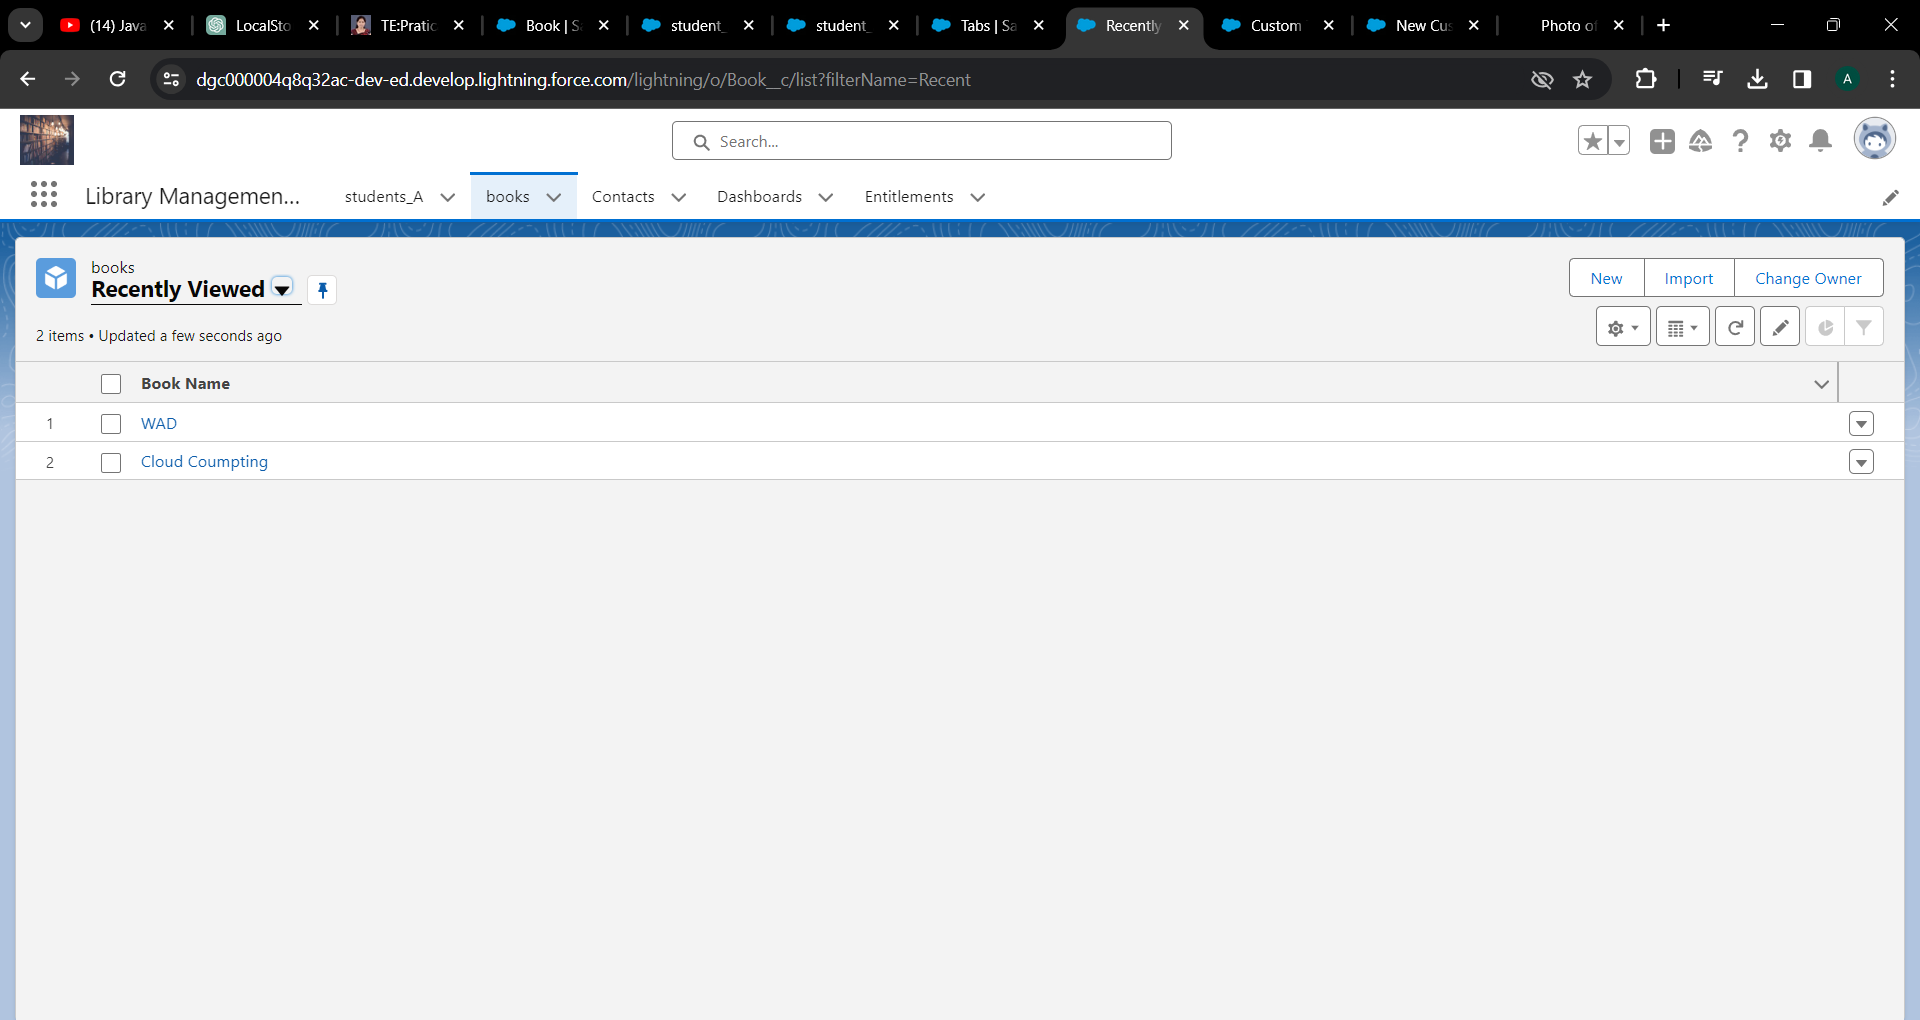 (14) Java
LocalSto
TE:Pratic
Book | S
student_
student_
Tabs | Sa
Recently
Custom
New Cus
Photo of
dgc000004q8q32ac-dev-ed.develop.lightning.force.com/lightning/o/Book__c/list?filterName=Recent
A
Search...
Library Managemen...
students_A
books
Contacts
Dashboards
Entitlements
books
Recently Viewed
New
Import
Change Owner
2 items • Updated a few seconds ago
Book Name
1 WAD
2 Cloud Coumpting